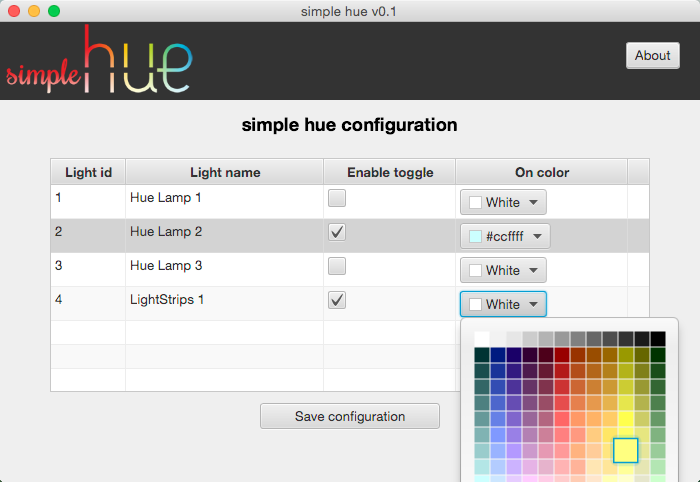 simple hue v0.1
simple hue
About
simple hue configuration
Light id Light name Enable toggle On color
1 Hue Lamp 1 White
2 Hue Lamp 2 #ccffff
3 Hue Lamp 3 White
4 LightStrips 1 White
Save configuration